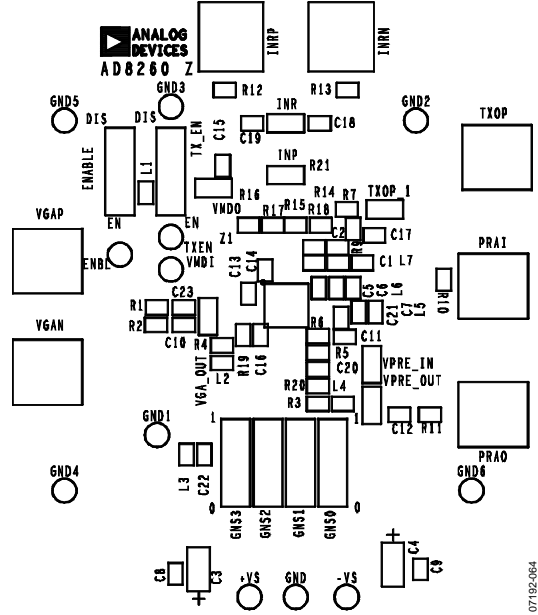 ANALOG
DEVICES
AD8260 Z
INRP
INRN
GND3
R12
R13
GND5
GND2
TXOP
DIS
DIS
C15
TX_EN
INR
C19
C18
ENABLE
L1
INP
R21
VMDO
R16
R14
R7
TXOP_1
VGAP
EN
EN
R17
R15
R18
Z1
C2
R9
C17
PRAI
TXEN
VMDI
ENBL
C14
C13
C1
L7
R10
C5
C6
L6
R1
C23
C21
C7
L5
R2
C10
R6
VGAN
R4
C11
R5
VGA_OUT
L2
R19
C16
C20
VPRE_IN
R20
L4
VPRE_OUT
R3
GND1
1
1
C12
R11
PRAO
GND4
L3
C22
GND6
0
0
GNS3
GNS2
GNS1
GNS0
C8
C3
+
+VS
GND
-VS
+
C4
C9
07192-064